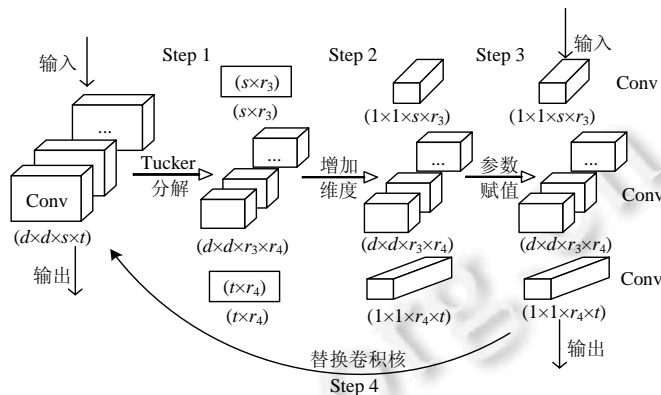 输入
Step 1
Step 2
Step 3
输入
(s×r₃)
(s×r₃)
(1×1×s×r₃)
(1×1×s×r₃)
Conv
...
...
...
...
Conv
Tucker
分解
增加
维度
参数
赋值
Conv
(d×d×s×t)
(d×d×r₃×r₄)
(d×d×r₃×r₄)
(d×d×r₃×r₄)
输出
(t×r₄)
(t×r₄)
(1×1×r₄×t)
(1×1×r₄×t)
Conv
替换卷积核
Step 4
输出